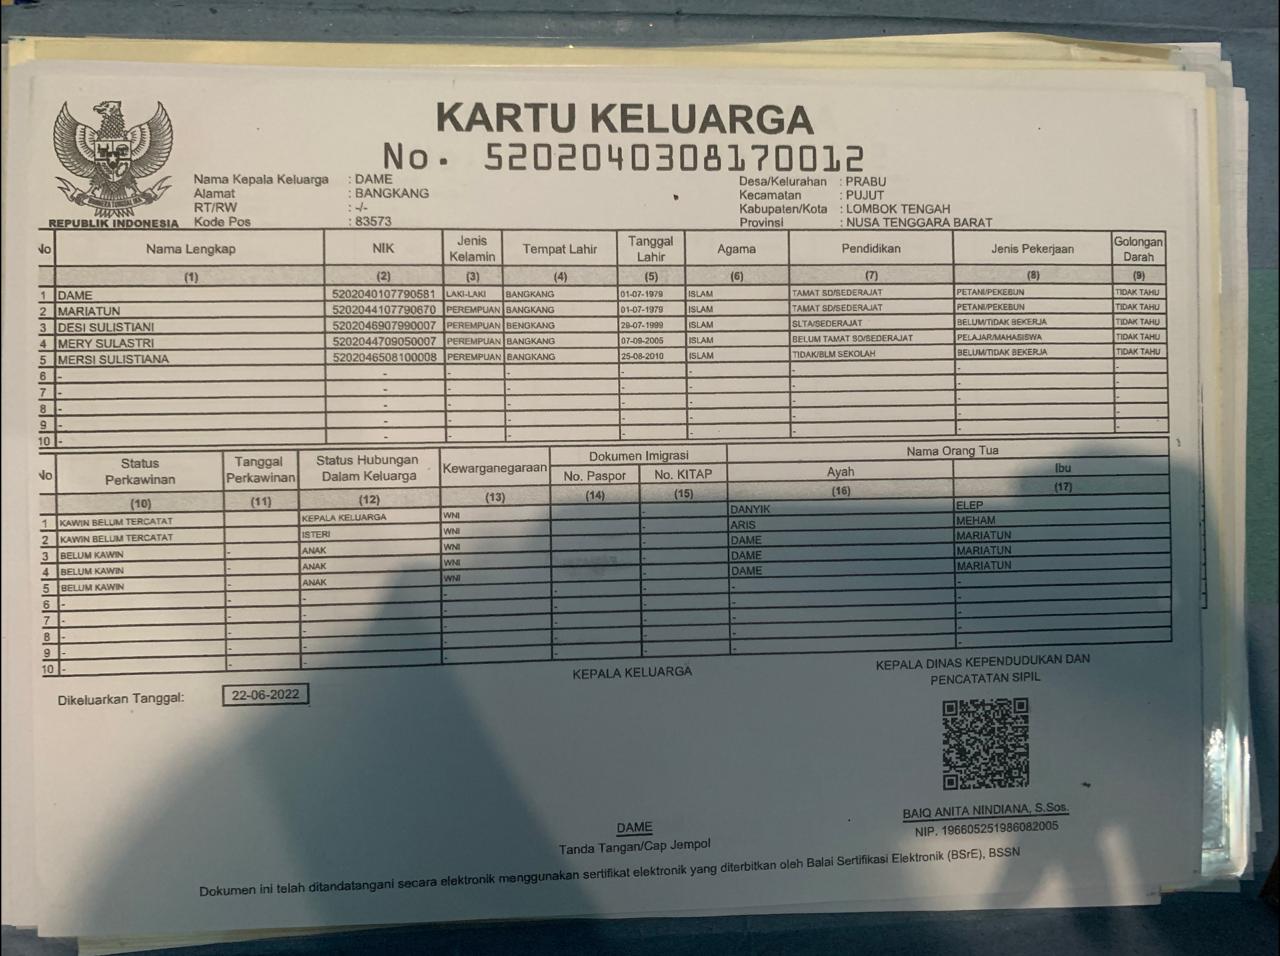 KARTU KELUARGA
No. 5202040308170012
Nama Kepala Keluarga : DAME
Alamat : BANGKANG
RT/RW : -/-
Kode Pos : 83573
Desa/Kelurahan : PRABU
Kecamatan : PUJUT
Kabupaten/Kota : LOMBOK TENGAH
Provinsi : NUSA TENGGARA BARAT
REPUBLIK INDONESIA
No Nama Lengkap NIK Jenis Kelamin Tempat Lahir Tanggal Lahir Agama Pendidikan Jenis Pekerjaan Golongan Darah
(1) (2) (3) (4) (5) (6) (7) (8) (9)
1 DAME 5202040107790581 LAKI-LAKI BANGKANG 01-07-1979 ISLAM TAMAT SD/SEDERAJAT PETANI/PEKEBUN TIDAK TAHU
2 MARIATUN 5202044107790670 PEREMPUAN BANGKANG 01-07-1979 ISLAM TAMAT SD/SEDERAJAT PETANI/PEKEBUN TIDAK TAHU
3 DESI SULISTIANI 5202046907990007 PEREMPUAN BENGKANG 29-07-1999 ISLAM SLTA/SEDERAJAT BELUM/TIDAK BEKERJA TIDAK TAHU
4 MERY SULASTRI 5202044709050007 PEREMPUAN BANGKANG 07-09-2005 ISLAM BELUM TAMAT SD/SEDERAJAT PELAJAR/MAHASISWA TIDAK TAHU
5 MERSI SULISTIANA 5202046508100008 PEREMPUAN BANGKANG 25-08-2010 ISLAM TIDAK/BLM SEKOLAH BELUM/TIDAK BEKERJA TIDAK TAHU
6 - - - - - - - -
7 - - - - - - - -
8 - - - - - - - -
9 - - - - - - - -
10 - - - - - - - -
No Status Perkawinan Tanggal Perkawinan Status Hubungan Dalam Keluarga Kewarganegaraan Dokumen Imigrasi No. Paspor No. KITAP Nama Orang Tua Ayah Ibu
(10) (11) (12) (13) (14) (15) (16) (17)
1 KAWIN BELUM TERCATAT KEPALA KELUARGA WNI - DANYIK ELEP
2 KAWIN BELUM TERCATAT ISTERI WNI - ARIS MEHAM
3 BELUM KAWIN - ANAK WNI - DAME MARIATUN
4 BELUM KAWIN - ANAK WNI - DAME MARIATUN
5 BELUM KAWIN - ANAK WNI - DAME MARIATUN
6 - - - - - - - -
7 - - - - - - - -
8 - - - - - - - -
9 - - - - - - - -
10 - - - - - - - -
Dikeluarkan Tanggal: 22-06-2022
KEPALA KELUARGA
KEPALA DINAS KEPENDUDUKAN DAN
PENCATATAN SIPIL
DAME
Tanda Tangan/Cap Jempol
BAIQ ANITA NINDIANA, S.Sos.
NIP. 196605251986082005
Dokumen ini telah ditandatangani secara elektronik menggunakan sertifikat elektronik yang diterbitkan oleh Balai Sertifikasi Elektronik (BSrE), BSSN